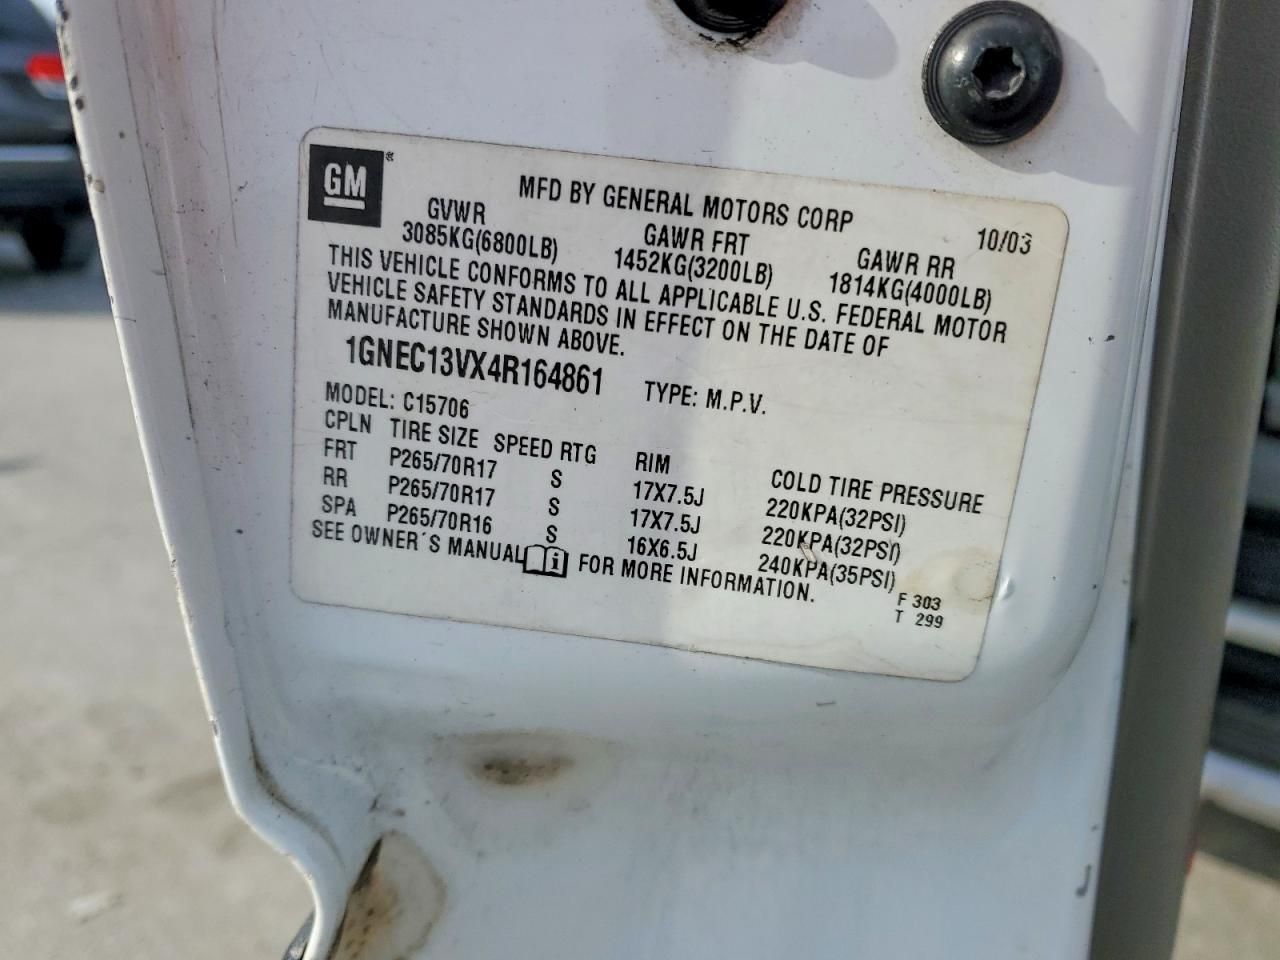 GM ®
MFD BY GENERAL MOTORS CORP
10/03
GVWR GAWR FRT GAWR RR
3085KG(6800LB) 1452KG(3200LB) 1814KG(4000LB)
THIS VEHICLE CONFORMS TO ALL APPLICABLE U.S. FEDERAL MOTOR
VEHICLE SAFETY STANDARDS IN EFFECT ON THE DATE OF
MANUFACTURE SHOWN ABOVE.
1GNEC13VX4R164861 TYPE: M.P.V.
MODEL: C15706
CPLN TIRE SIZE SPEED RTG RIM COLD TIRE PRESSURE
FRT P265/70R17 S 17X7.5J 220KPA(32PSI)
RR P265/70R17 S 17X7.5J 220KPA(32PSI)
SPA P265/70R16 S 16X6.5J 240KPA(35PSI)
SEE OWNER´S MANUAL i FOR MORE INFORMATION.
F 303
T 299